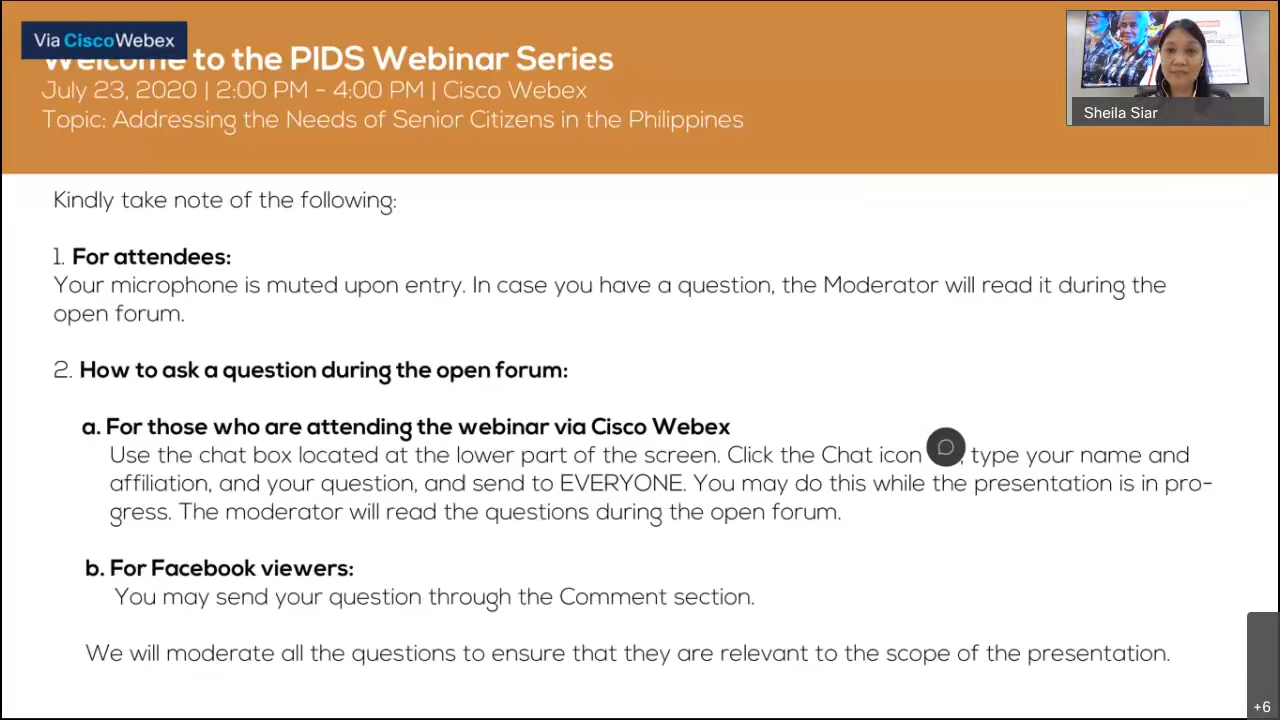 Via CiscoWebex
Welcome to the PIDS Webinar Series
July 23, 2020 | 2:00 PM - 4:00 PM | Cisco Webex
Topic: Addressing the Needs of Senior Citizens in the Philippines
Sheila Siar
Kindly take note of the following:
1. For attendees:
Your microphone is muted upon entry. In case you have a question, the Moderator will read it during the
open forum.
2. How to ask a question during the open forum:
a. For those who are attending the webinar via Cisco Webex
Use the chat box located at the lower part of the screen. Click the Chat icon , type your name and
affiliation, and your question, and send to EVERYONE. You may do this while the presentation is in pro-
gress. The moderator will read the questions during the open forum.
b. For Facebook viewers:
You may send your question through the Comment section.
We will moderate all the questions to ensure that they are relevant to the scope of the presentation.
+6